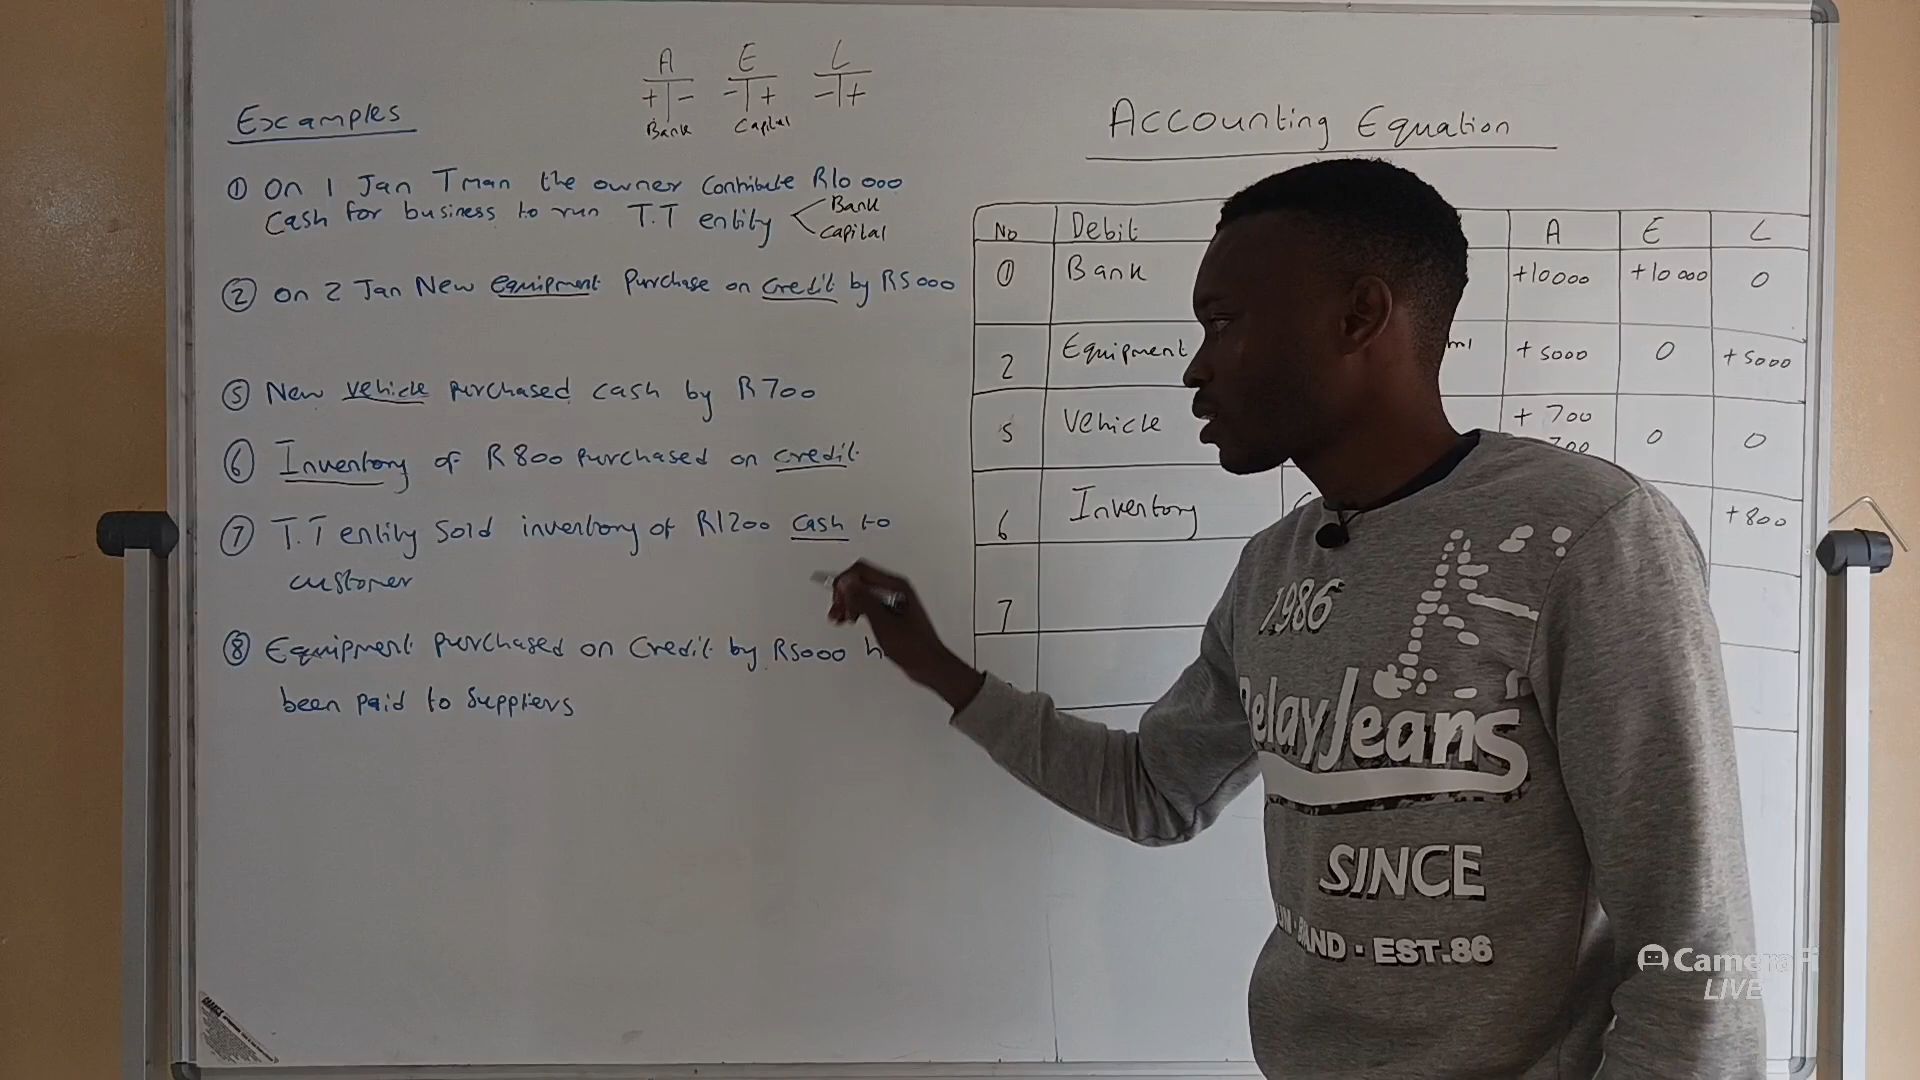 A E L
+ - - + - +
Bank Capital
Examples
① On 1 Jan Tman the owner Contribute R10 000
Cash for business to run T.T entity
Bank
Capital
② On 2 Jan New equipment Purchase on credit by R5000
⑤ New vehicle purchased cash by R700
⑥ Inventory of R800 purchased on credit
⑦ T.T entity Sold inventory of R1200 cash to
customer
⑧ Equipment purchased on Credit by R5000 h
been paid to Suppliers
Accounting Equation
No Debit A E L
① Bank +10000 +10 000 0
2 Equipment +5000 0 +5000
5 Vehicle +700 0 0
6 Inventory +800
7
1986
RelayJeans
SINCE
AND · EST.86
CameraFi
LIVE